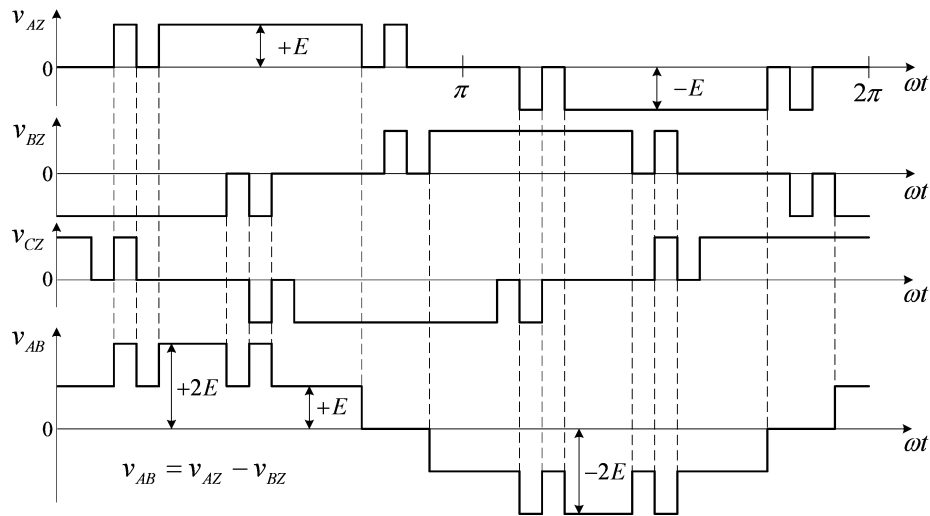 v_AZ
+E
0
π
−E
2π
ωt
v_BZ
0
ωt
v_CZ
0
ωt
v_AB
+2E
+E
0
ωt
v_AB = v_AZ − v_BZ
−2E